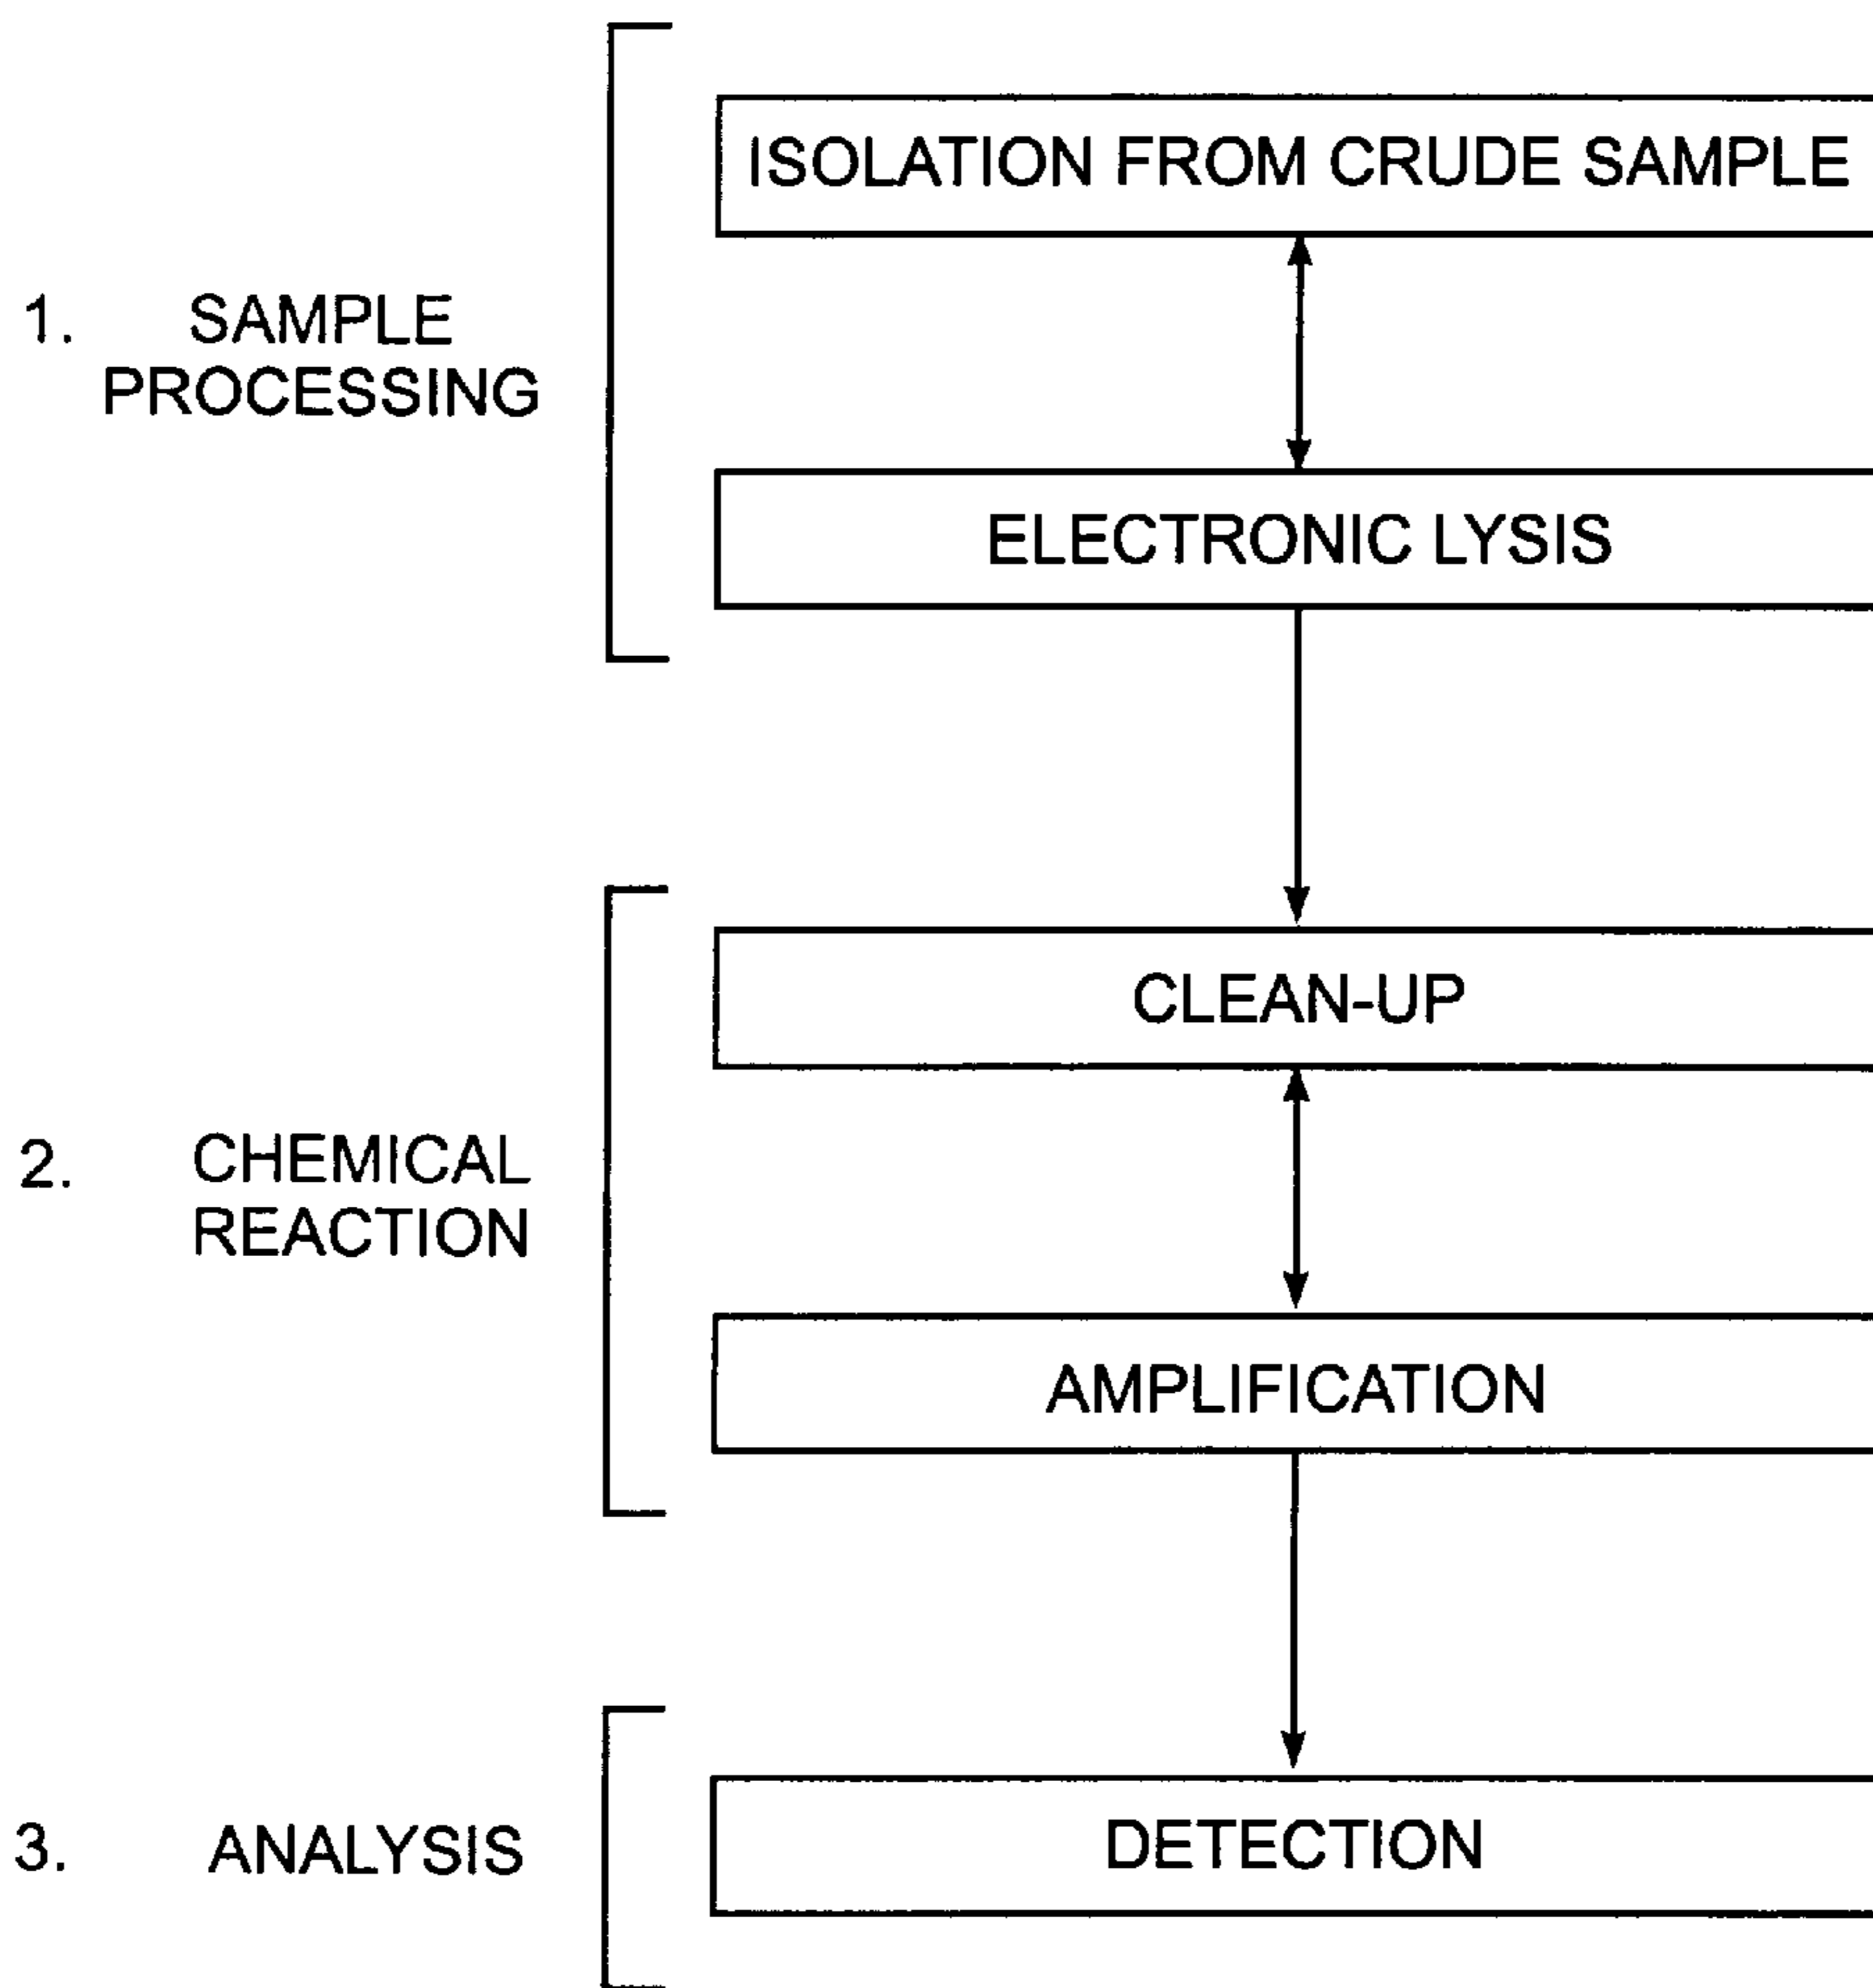 ISOLATION FROM CRUDE SAMPLE
1. SAMPLE
PROCESSING
ELECTRONIC LYSIS
CLEAN-UP
2. CHEMICAL
REACTION
AMPLIFICATION
3. ANALYSIS
DETECTION